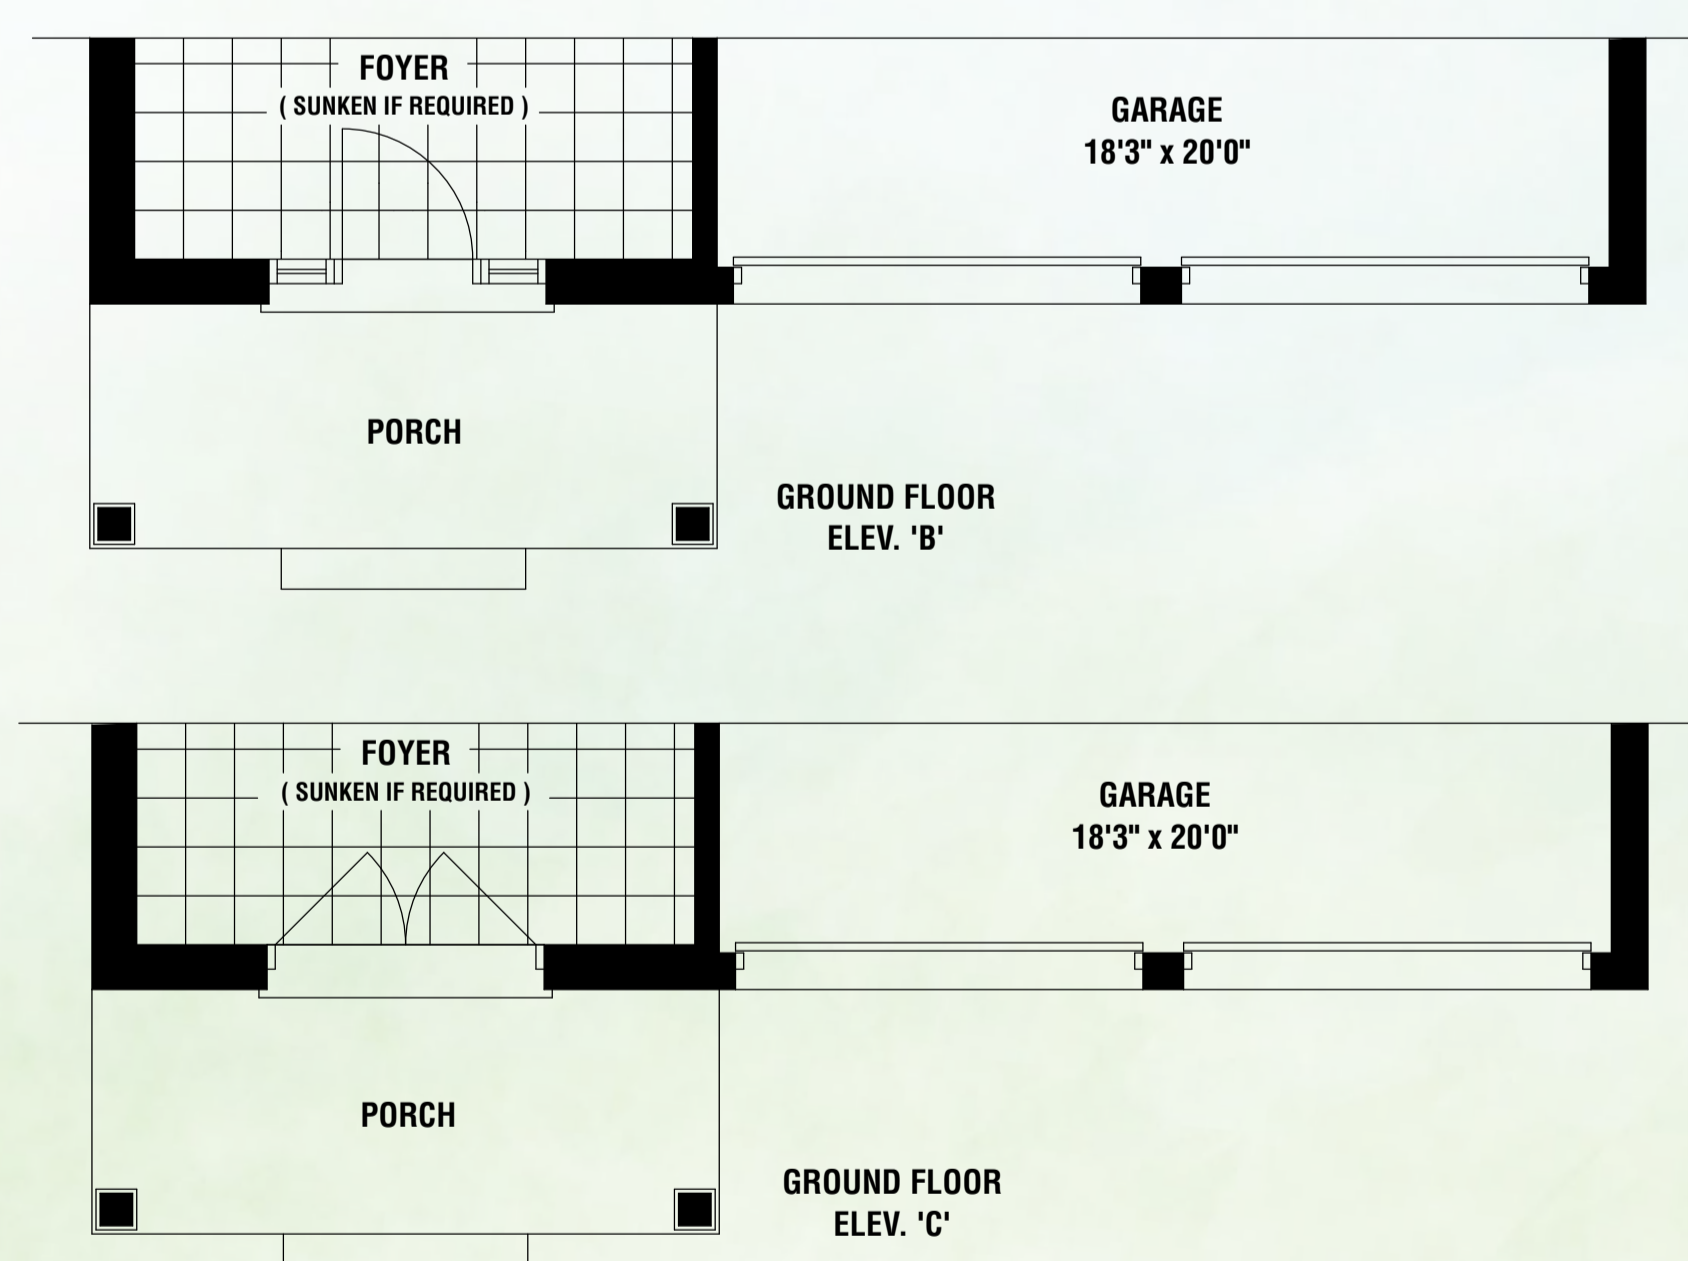 FOYER
( SUNKEN IF REQUIRED )
GARAGE
18'3" x 20'0"
PORCH
GROUND FLOOR
ELEV. 'B'
FOYER
( SUNKEN IF REQUIRED )
GARAGE
18'3" x 20'0"
PORCH
GROUND FLOOR
ELEV. 'C'